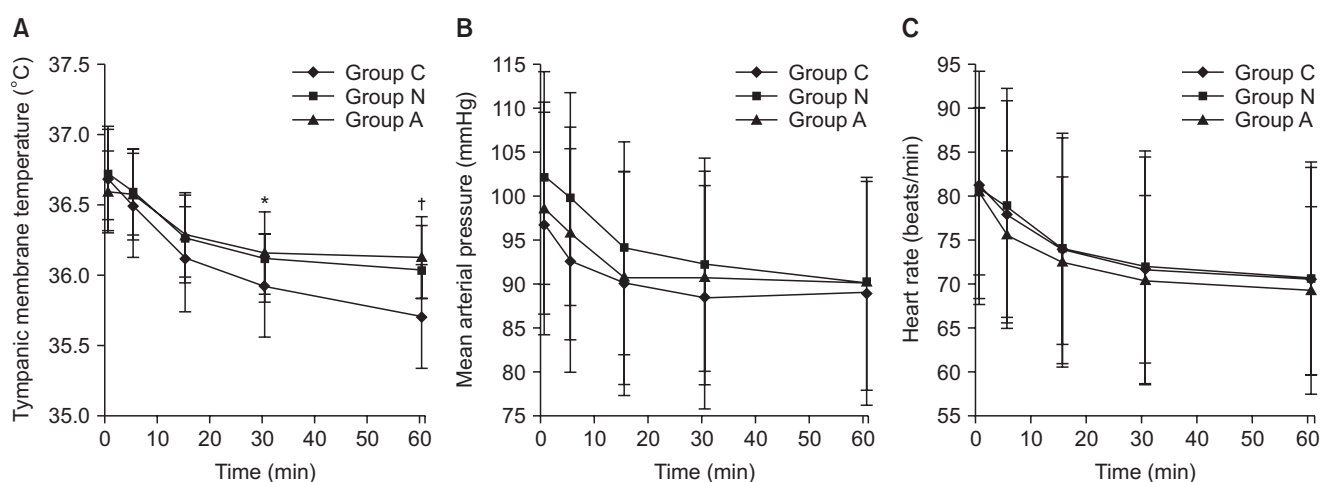 A
Tympanic membrane temperature (°C)
37.5
37.0
36.5
36.0
35.5
35.0
Group C
Group N
Group A
*
†
0 10 20 30 40 50 60
Time (min)
B
Mean arterial pressure (mmHg)
115
110
105
100
95
90
85
80
75
Group C
Group N
Group A
0 10 20 30 40 50 60
Time (min)
C
Heart rate (beats/min)
95
90
85
80
75
70
65
60
55
Group C
Group N
Group A
0 10 20 30 40 50 60
Time (min)